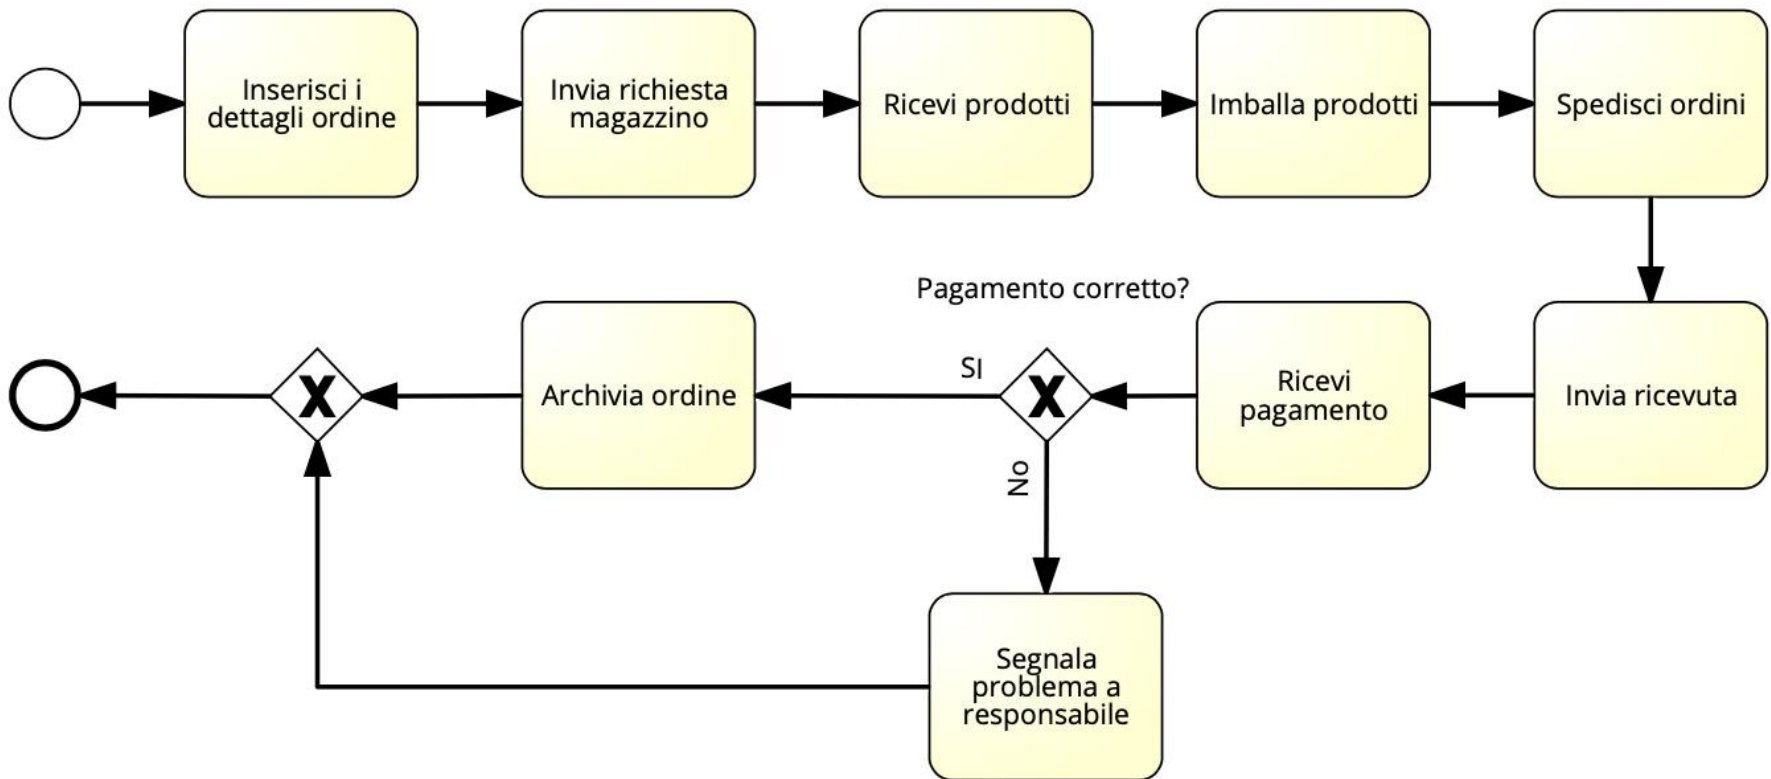 Inserisci i
dettagli ordine
Invia richiesta
magazzino
Ricevi prodotti
Imballa prodotti
Spedisci ordini
Pagamento corretto?
Invia ricevuta
Ricevi
pagamento
SI
No
Archivia ordine
Segnala
problema a
responsabile